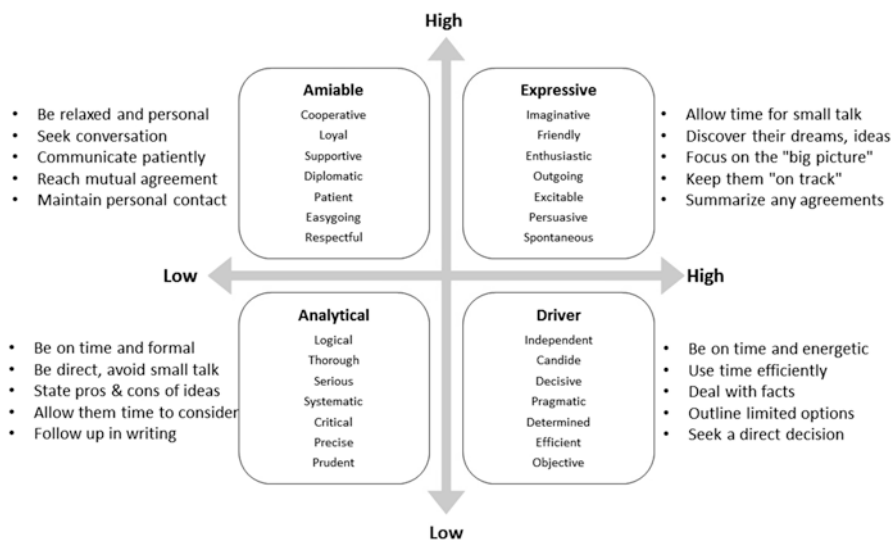 High
Amiable
Cooperative
Loyal
Supportive
Diplomatic
Patient
Easygoing
Respectful
Expressive
Imaginative
Friendly
Enthusiastic
Outgoing
Excitable
Persuasive
Spontaneous
• Be relaxed and personal
• Seek conversation
• Communicate patiently
• Reach mutual agreement
• Maintain personal contact
• Allow time for small talk
• Discover their dreams, ideas
• Focus on the "big picture"
• Keep them "on track"
• Summarize any agreements
Low
High
Analytical
Logical
Thorough
Serious
Systematic
Critical
Precise
Prudent
Driver
Independent
Candide
Decisive
Pragmatic
Determined
Efficient
Objective
• Be on time and formal
• Be direct, avoid small talk
• State pros & cons of ideas
• Allow them time to consider
• Follow up in writing
• Be on time and energetic
• Use time efficiently
• Deal with facts
• Outline limited options
• Seek a direct decision
Low